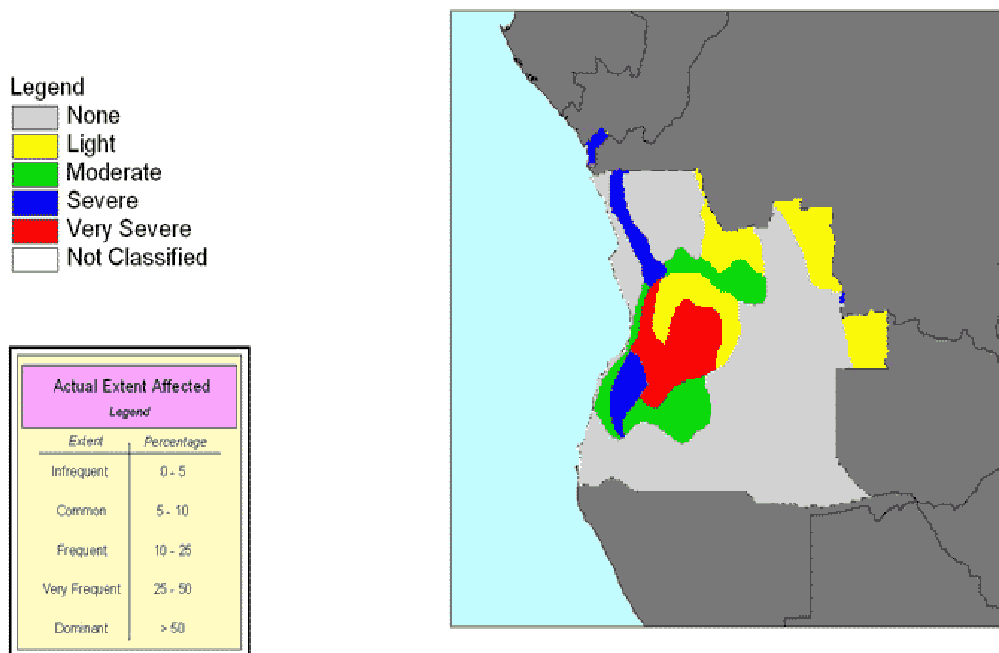 Legend
None
Light
Moderate
Severe
Very Severe
Not Classified
Actual Extent Affected
Legend
Extent Percentage
Infrequent 0 - 5
Common 5 - 10
Frequent 10 - 25
Very Frequent 25 - 50
Dominant > 50